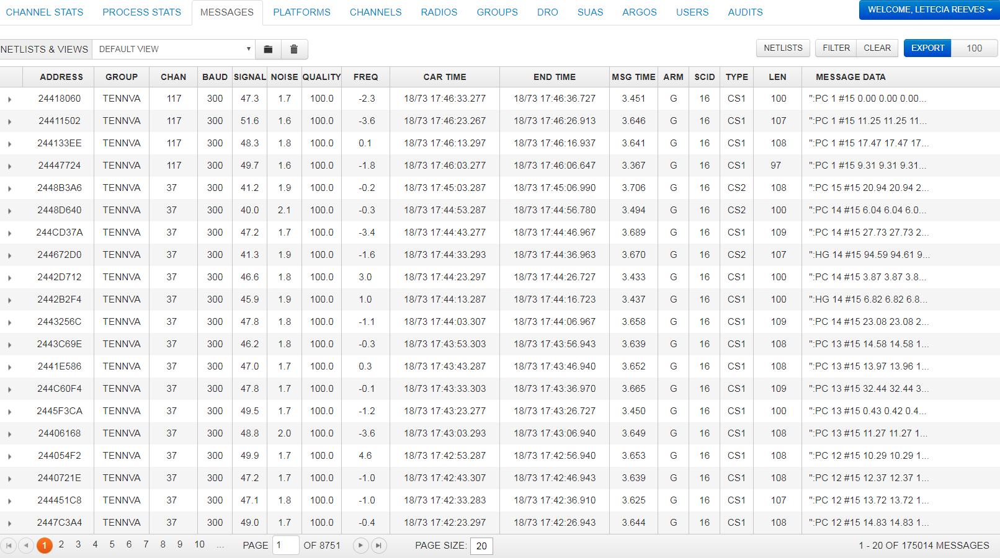 CHANNEL STATS PROCESS STATS MESSAGES PLATFORMS CHANNELS RADIOS GROUPS DRO SUAS ARGOS USERS AUDITS WELCOME, LETECIA REEVES
NETLISTS & VIEWS DEFAULT VIEW NETLISTS FILTER CLEAR EXPORT 100
ADDRESS GROUP CHAN BAUD SIGNAL NOISE QUALITY FREQ CAR TIME END TIME MSG TIME ARM SCID TYPE LEN MESSAGE DATA
24418060 TENNVA 117 300 47.3 1.7 100.0 -2.3 18/73 17:46:33.277 18/73 17:46:36.727 3.451 G 16 CS1 100 ":PC 1 #15 0.00 0.00 0.00...
24411502 TENNVA 117 300 51.6 1.6 100.0 -3.6 18/73 17:46:23.267 18/73 17:46:26.913 3.646 G 16 CS1 107 ":PC 1 #15 11.25 11.25 11...
244133EE TENNVA 117 300 48.3 1.8 100.0 0.1 18/73 17:46:13.297 18/73 17:46:16.937 3.641 G 16 CS1 108 ":PC 1 #15 17.47 17.47 17...
24447724 TENNVA 117 300 49.7 1.6 100.0 -1.8 18/73 17:46:03.277 18/73 17:46:06.647 3.367 G 16 CS1 97 ":PC 1 #15 9.31 9.31 9.31...
2448B3A6 TENNVA 37 300 41.2 1.9 100.0 -0.2 18/73 17:45:03.287 18/73 17:45:06.990 3.706 G 16 CS2 108 ":PC 15 #15 20.94 20.94 2...
2448D640 TENNVA 37 300 40.0 2.1 100.0 -0.3 18/73 17:44:53.287 18/73 17:44:56.780 3.494 G 16 CS2 100 ":PC 14 #15 6.04 6.04 6.0...
244CD37A TENNVA 37 300 47.2 1.7 100.0 -3.4 18/73 17:44:43.277 18/73 17:44:46.967 3.689 G 16 CS1 109 ":PC 14 #15 27.73 27.73 2...
244672D0 TENNVA 37 300 41.3 1.9 100.0 -1.6 18/73 17:44:33.293 18/73 17:44:36.963 3.670 G 16 CS2 107 ":HG 14 #15 94.59 94.61 9...
2442D712 TENNVA 37 300 46.6 1.8 100.0 3.0 18/73 17:44:23.297 18/73 17:44:26.727 3.433 G 16 CS1 100 ":PC 14 #15 3.87 3.87 3.8...
2442B2F4 TENNVA 37 300 45.9 1.9 100.0 1.0 18/73 17:44:13.287 18/73 17:44:16.723 3.437 G 16 CS1 100 ":HG 14 #15 6.82 6.82 6.8...
2443256C TENNVA 37 300 47.8 1.8 100.0 -1.1 18/73 17:44:03.307 18/73 17:44:06.967 3.658 G 16 CS1 109 ":PC 14 #15 23.08 23.08 2...
2443C69E TENNVA 37 300 46.2 1.8 100.0 -0.3 18/73 17:43:53.303 18/73 17:43:56.943 3.639 G 16 CS1 108 ":PC 13 #15 14.58 14.58 1...
2441E586 TENNVA 37 300 47.0 1.7 100.0 0.3 18/73 17:43:43.287 18/73 17:43:46.940 3.652 G 16 CS1 108 ":PC 13 #15 13.97 13.96 1...
244C60F4 TENNVA 37 300 47.8 1.7 100.0 -0.1 18/73 17:43:33.303 18/73 17:43:36.970 3.665 G 16 CS1 109 ":PC 13 #15 32.44 32.44 3...
2445F3CA TENNVA 37 300 49.5 1.7 100.0 -1.2 18/73 17:43:23.277 18/73 17:43:26.727 3.450 G 16 CS1 100 ":PC 13 #15 0.43 0.42 0.4...
24406168 TENNVA 37 300 48.8 2.0 100.0 -3.6 18/73 17:43:03.293 18/73 17:43:06.940 3.649 G 16 CS1 108 ":PC 13 #15 11.27 11.27 1...
244054F2 TENNVA 37 300 49.9 1.7 100.0 4.6 18/73 17:42:53.287 18/73 17:42:56.940 3.653 G 16 CS1 108 ":PC 12 #15 10.29 10.29 1...
2440721E TENNVA 37 300 47.2 1.7 100.0 -1.0 18/73 17:42:43.307 18/73 17:42:46.943 3.639 G 16 CS1 108 ":PC 12 #15 12.37 12.37 1...
244451C8 TENNVA 37 300 47.1 1.8 100.0 -1.0 18/73 17:42:33.283 18/73 17:42:36.910 3.625 G 16 CS1 107 ":PC 12 #15 13.72 13.72 1...
2447C3A4 TENNVA 37 300 49.0 1.7 100.0 -0.4 18/73 17:42:23.297 18/73 17:42:26.943 3.644 G 16 CS1 108 ":PC 12 #15 14.83 14.83 1...
1 2 3 4 5 6 7 8 9 10 ... PAGE 1 OF 8751 PAGE SIZE: 20 1 - 20 OF 175014 MESSAGES